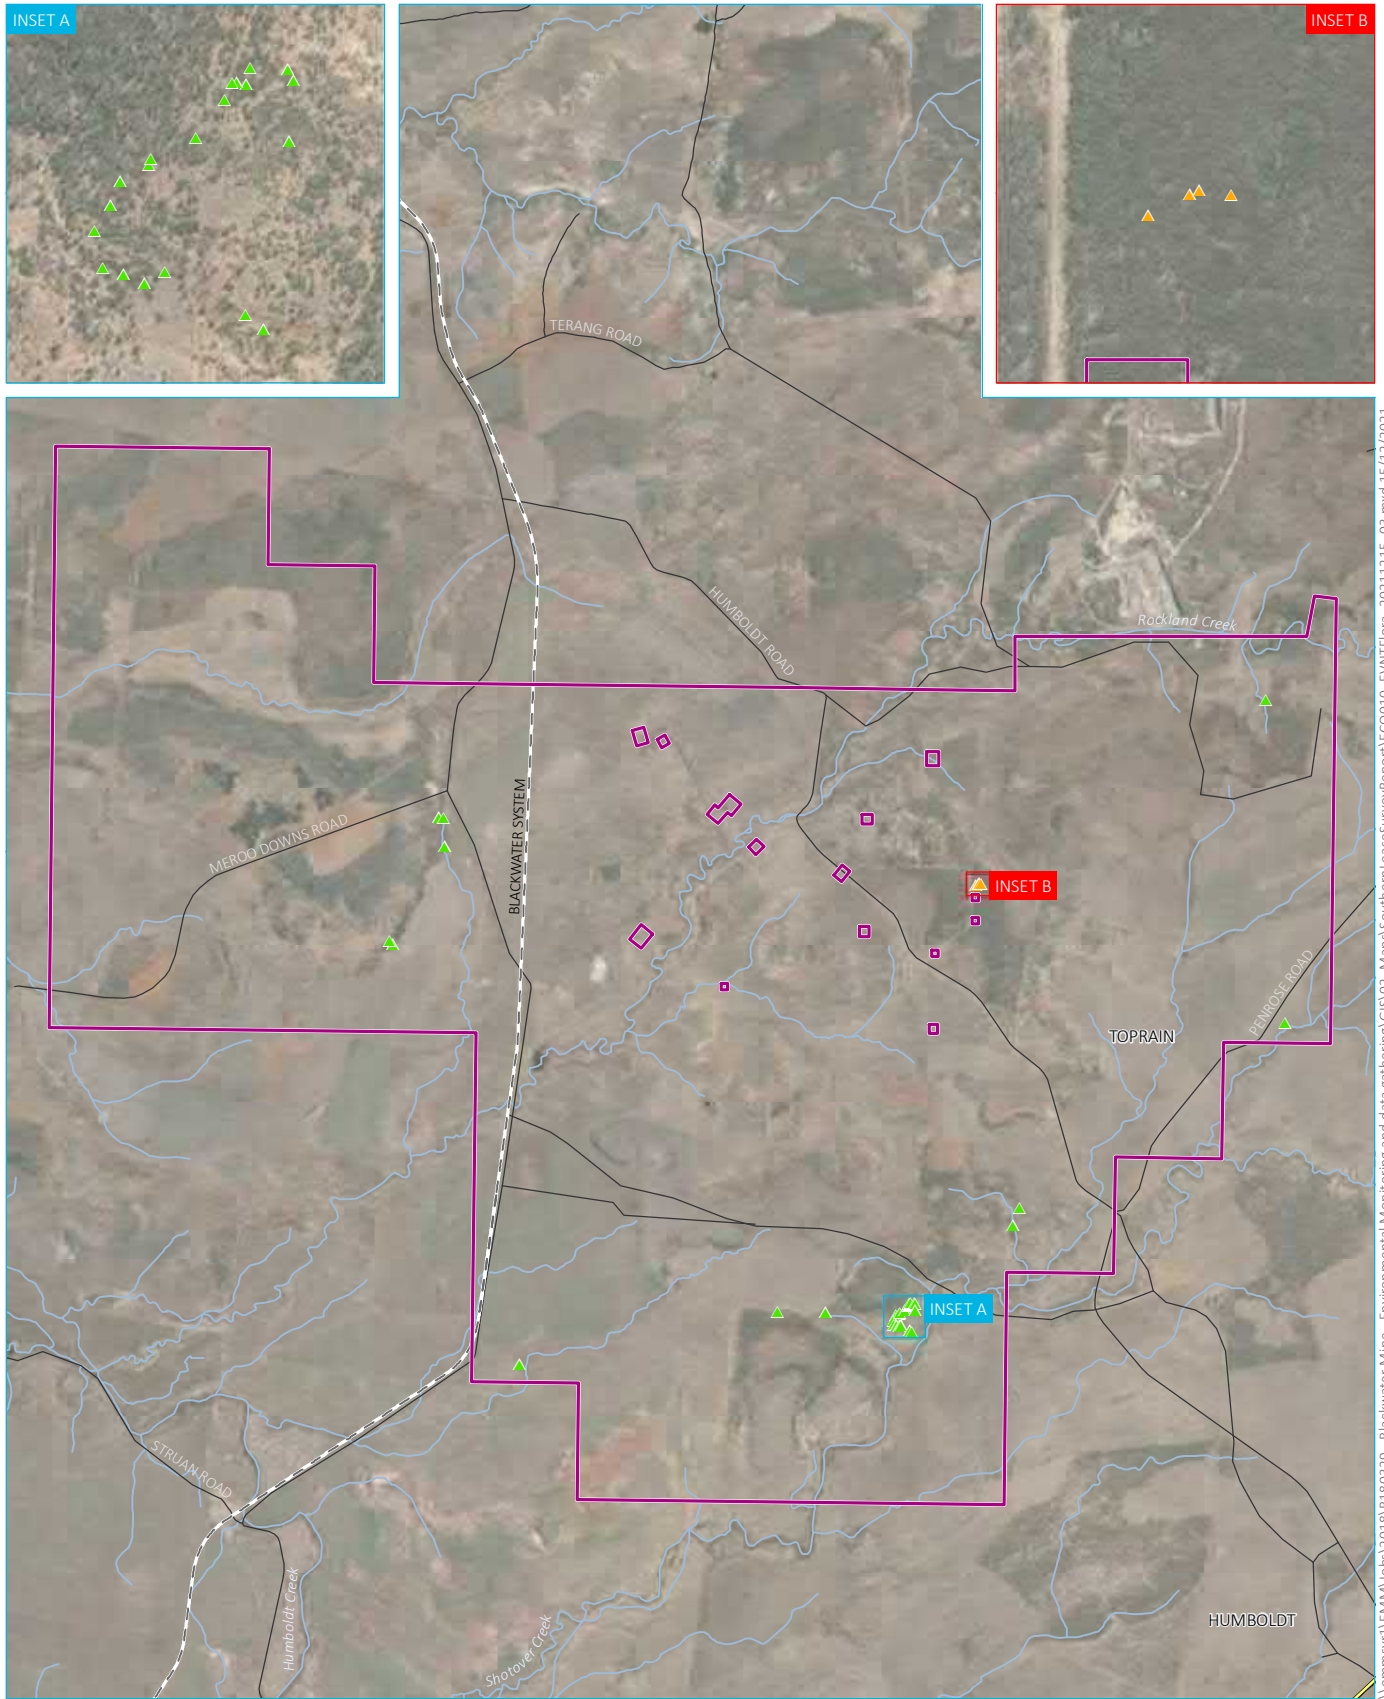 INSET A
INSET B
TERANG ROAD
HUMBOLDT ROAD
Rockland Creek
MEROO DOWNS ROAD
BLACKWATER SYSTEM
INSET B
PENROSE ROAD
TOPRAIN
INSET A
STRUAN ROAD
Humboldt Creek
Shotover Creek
HUMBOLDT